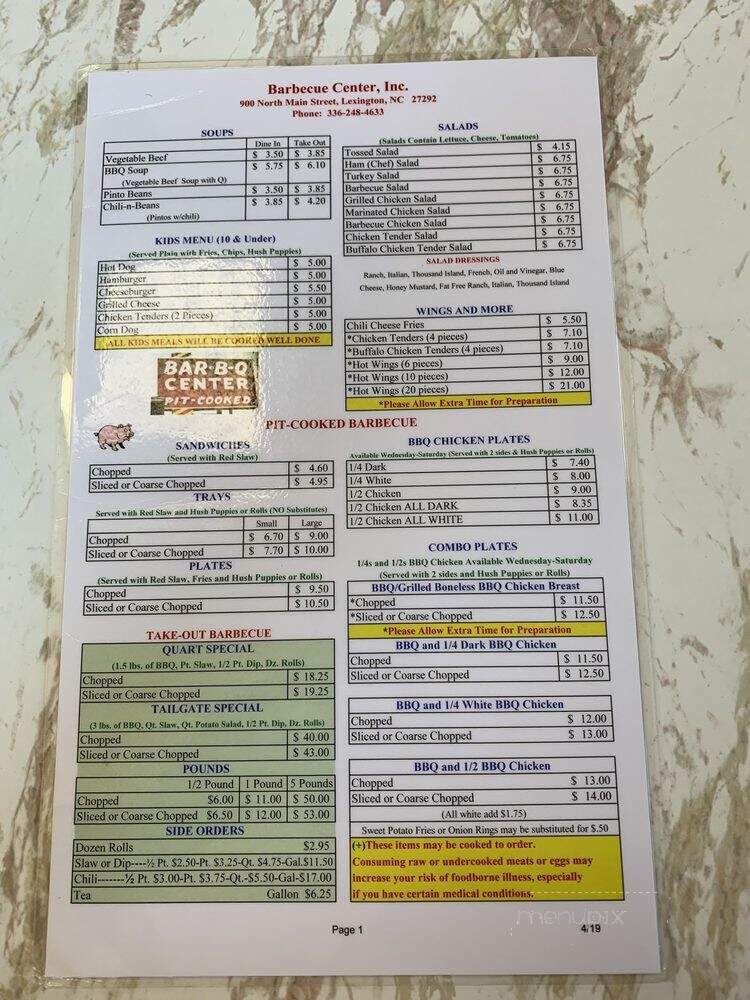 Barbecue Center, Inc.
900 North Main Street, Lexington, NC 27292
Phone: 336-248-4633
SOUPS
Dine In Take Out
Vegetable Beef $ 3.50 $ 3.85
BBQ Soup $ 5.75 $ 6.10
(Vegetable Beef Soup with Q)
Pinto Beans $ 3.50 $ 3.85
Chili-n-Beans $ 3.85 $ 4.20
(Pintos w/chili)
KIDS MENU (10 & Under)
(Served Plain with Fries, Chips, Hush Puppies)
Hot Dog $ 5.00
Hamburger $ 5.00
Cheeseburger $ 5.50
Grilled Cheese $ 5.00
Chicken Tenders (2 Pieces) $ 5.00
Corn Dog $ 5.00
ALL KIDS MEALS WILL BE COOKED WELL DONE
BAR-B-Q
CENTER
PIT-COOKED
SALADS
(Salads Contain Lettuce, Cheese, Tomatoes)
Tossed Salad $ 4.15
Ham (Chef) Salad $ 6.75
Turkey Salad $ 6.75
Barbecue Salad $ 6.75
Grilled Chicken Salad $ 6.75
Marinated Chicken Salad $ 6.75
Barbecue Chicken Salad $ 6.75
Chicken Tender Salad $ 6.75
Buffalo Chicken Tender Salad $ 6.75
SALAD DRESSINGS
Ranch, Italian, Thousand Island, French, Oil and Vinegar, Blue
Cheese, Honey Mustard, Fat Free Ranch, Italian, Thousand Island
WINGS AND MORE
Chili Cheese Fries $ 5.50
*Chicken Tenders (4 pieces) $ 7.10
*Buffalo Chicken Tenders (4 pieces) $ 7.10
*Hot Wings (6 pieces) $ 9.00
*Hot Wings (10 pieces) $ 12.00
*Hot Wings (20 pieces) $ 21.00
*Please Allow Extra Time for Preparation
PIT-COOKED BARBECUE
SANDWICHES
(Served with Red Slaw)
Chopped $ 4.60
Sliced or Coarse Chopped $ 4.95
TRAYS
Served with Red Slaw and Hush Puppies or Rolls (NO Substitutes)
Small Large
Chopped $ 6.70 $ 9.00
Sliced or Coarse Chopped $ 7.70 $ 10.00
PLATES
(Served with Red Slaw, Fries and Hush Puppies or Rolls)
Chopped $ 9.50
Sliced or Coarse Chopped $ 10.50
TAKE-OUT BARBECUE
QUART SPECIAL
(1.5 lbs. of BBQ, Pt. Slaw, 1/2 Pt. Dip, Dz. Rolls)
Chopped $ 18.25
Sliced or Coarse Chopped $ 19.25
TAILGATE SPECIAL
(3 lbs. of BBQ, Qt. Slaw, Qt. Potato Salad, 1/2 Pt. Dip, Dz. Rolls)
Chopped $ 40.00
Sliced or Coarse Chopped $ 43.00
POUNDS
1/2 Pound 1 Pound 5 Pounds
Chopped $6.00 $ 11.00 $ 50.00
Sliced or Coarse Chopped $6.50 $ 12.00 $ 53.00
SIDE ORDERS
Dozen Rolls $2.95
Slaw or Dip----½ Pt. $2.50-Pt. $3.25-Qt. $4.75-Gal.$11.50
Chili-------½ Pt. $3.00-Pt. $3.75-Qt.-$5.50-Gal-$17.00
Tea Gallon $6.25
BBQ CHICKEN PLATES
Available Wednesday-Saturday (Served with 2 sides & Hush Puppies or Rolls)
1/4 Dark $ 7.40
1/4 White $ 8.00
1/2 Chicken $ 9.00
1/2 Chicken ALL DARK $ 8.35
1/2 Chicken ALL WHITE $ 11.00
COMBO PLATES
1/4s and 1/2s BBQ Chicken Available Wednesday-Saturday
(Served with 2 sides and Hush Puppies or Rolls)
BBQ/Grilled Boneless BBQ Chicken Breast
*Chopped $ 11.50
*Sliced or Coarse Chopped $ 12.50
*Please Allow Extra Time for Preparation
BBQ and 1/4 Dark BBQ Chicken
Chopped $ 11.50
Sliced or Coarse Chopped $ 12.50
BBQ and 1/4 White BBQ Chicken
Chopped $ 12.00
Sliced or Coarse Chopped $ 13.00
BBQ and 1/2 BBQ Chicken
Chopped $ 13.00
Sliced or Coarse Chopped $ 14.00
(All white add $1.75)
Sweet Potato Fries or Onion Rings may be substituted for $.50
(+)These items may be cooked to order.
Consuming raw or undercooked meats or eggs may
increase your risk of foodborne illness, especially
if you have certain medical conditions.
menupix
Page 1
4/19